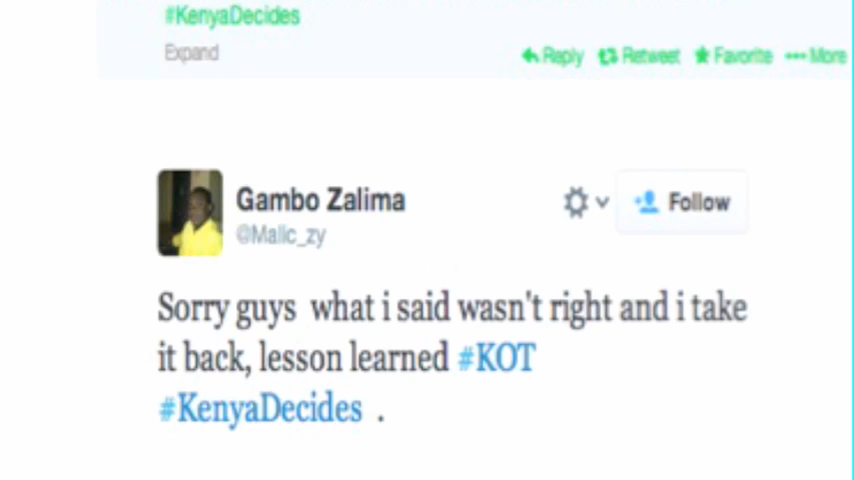 #KenyaDecides
Expand
Reply Retweet Favorite More
Gambo Zalima
Follow
@Malic_zy
Sorry guys what i said wasn't right and i take
it back, lesson learned #KOT
#KenyaDecides .